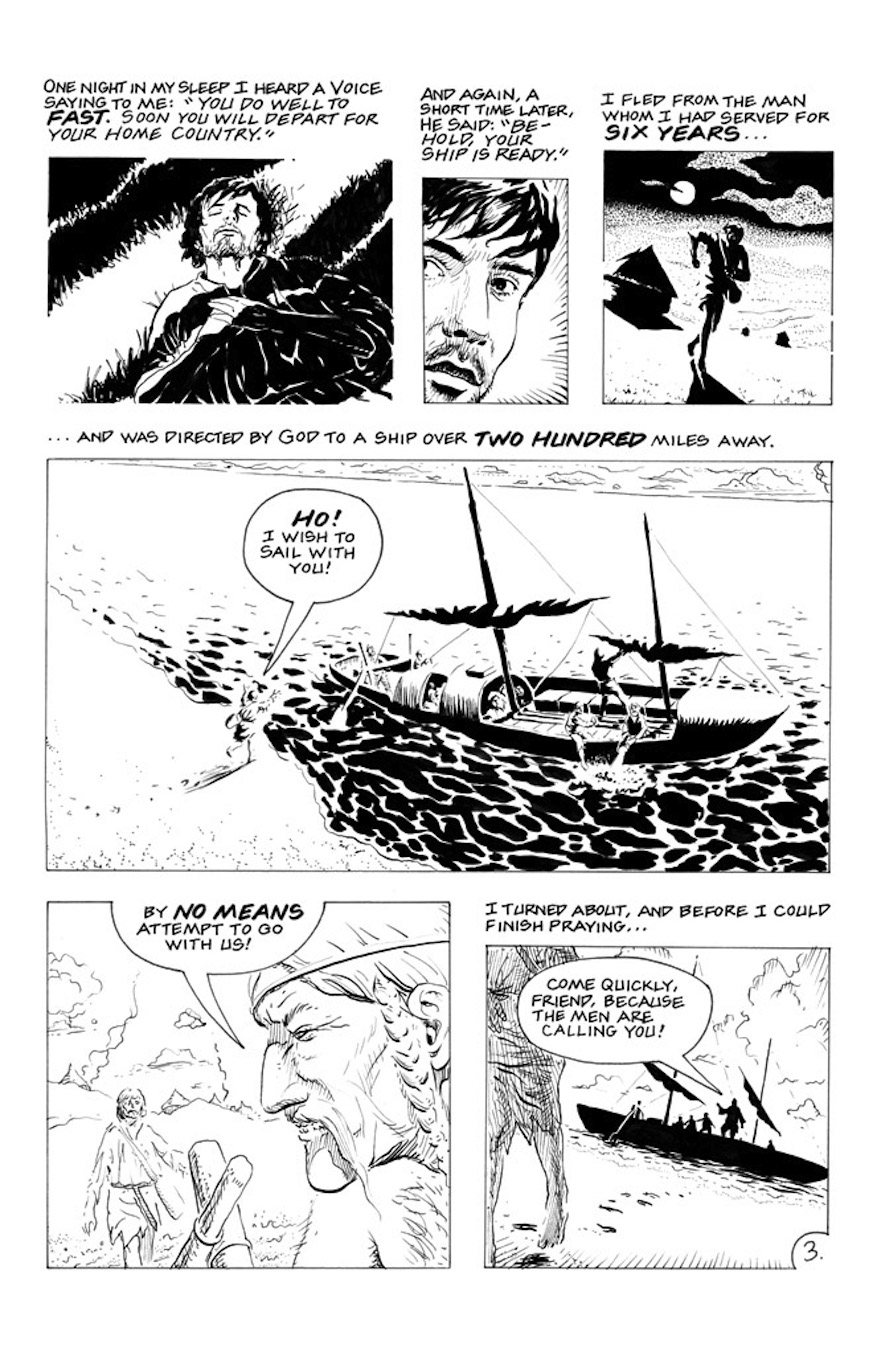 ONE NIGHT IN MY SLEEP I HEARD A VOICE
SAYING TO ME: "YOU DO WELL TO
FAST. SOON YOU WILL DEPART FOR
YOUR HOME COUNTRY."
AND AGAIN, A
SHORT TIME LATER,
HE SAID: "BE-
HOLD, YOUR
SHIP IS READY."
I FLED FROM THE MAN
WHOM I HAD SERVED FOR
SIX YEARS...
... AND WAS DIRECTED BY GOD TO A SHIP OVER TWO HUNDRED MILES AWAY.
HO!
I WISH TO
SAIL WITH
YOU!
BY NO MEANS
ATTEMPT TO GO
WITH US!
I TURNED ABOUT, AND BEFORE I COULD
FINISH PRAYING...
COME QUICKLY,
FRIEND, BECAUSE
THE MEN ARE
CALLING YOU!
3.